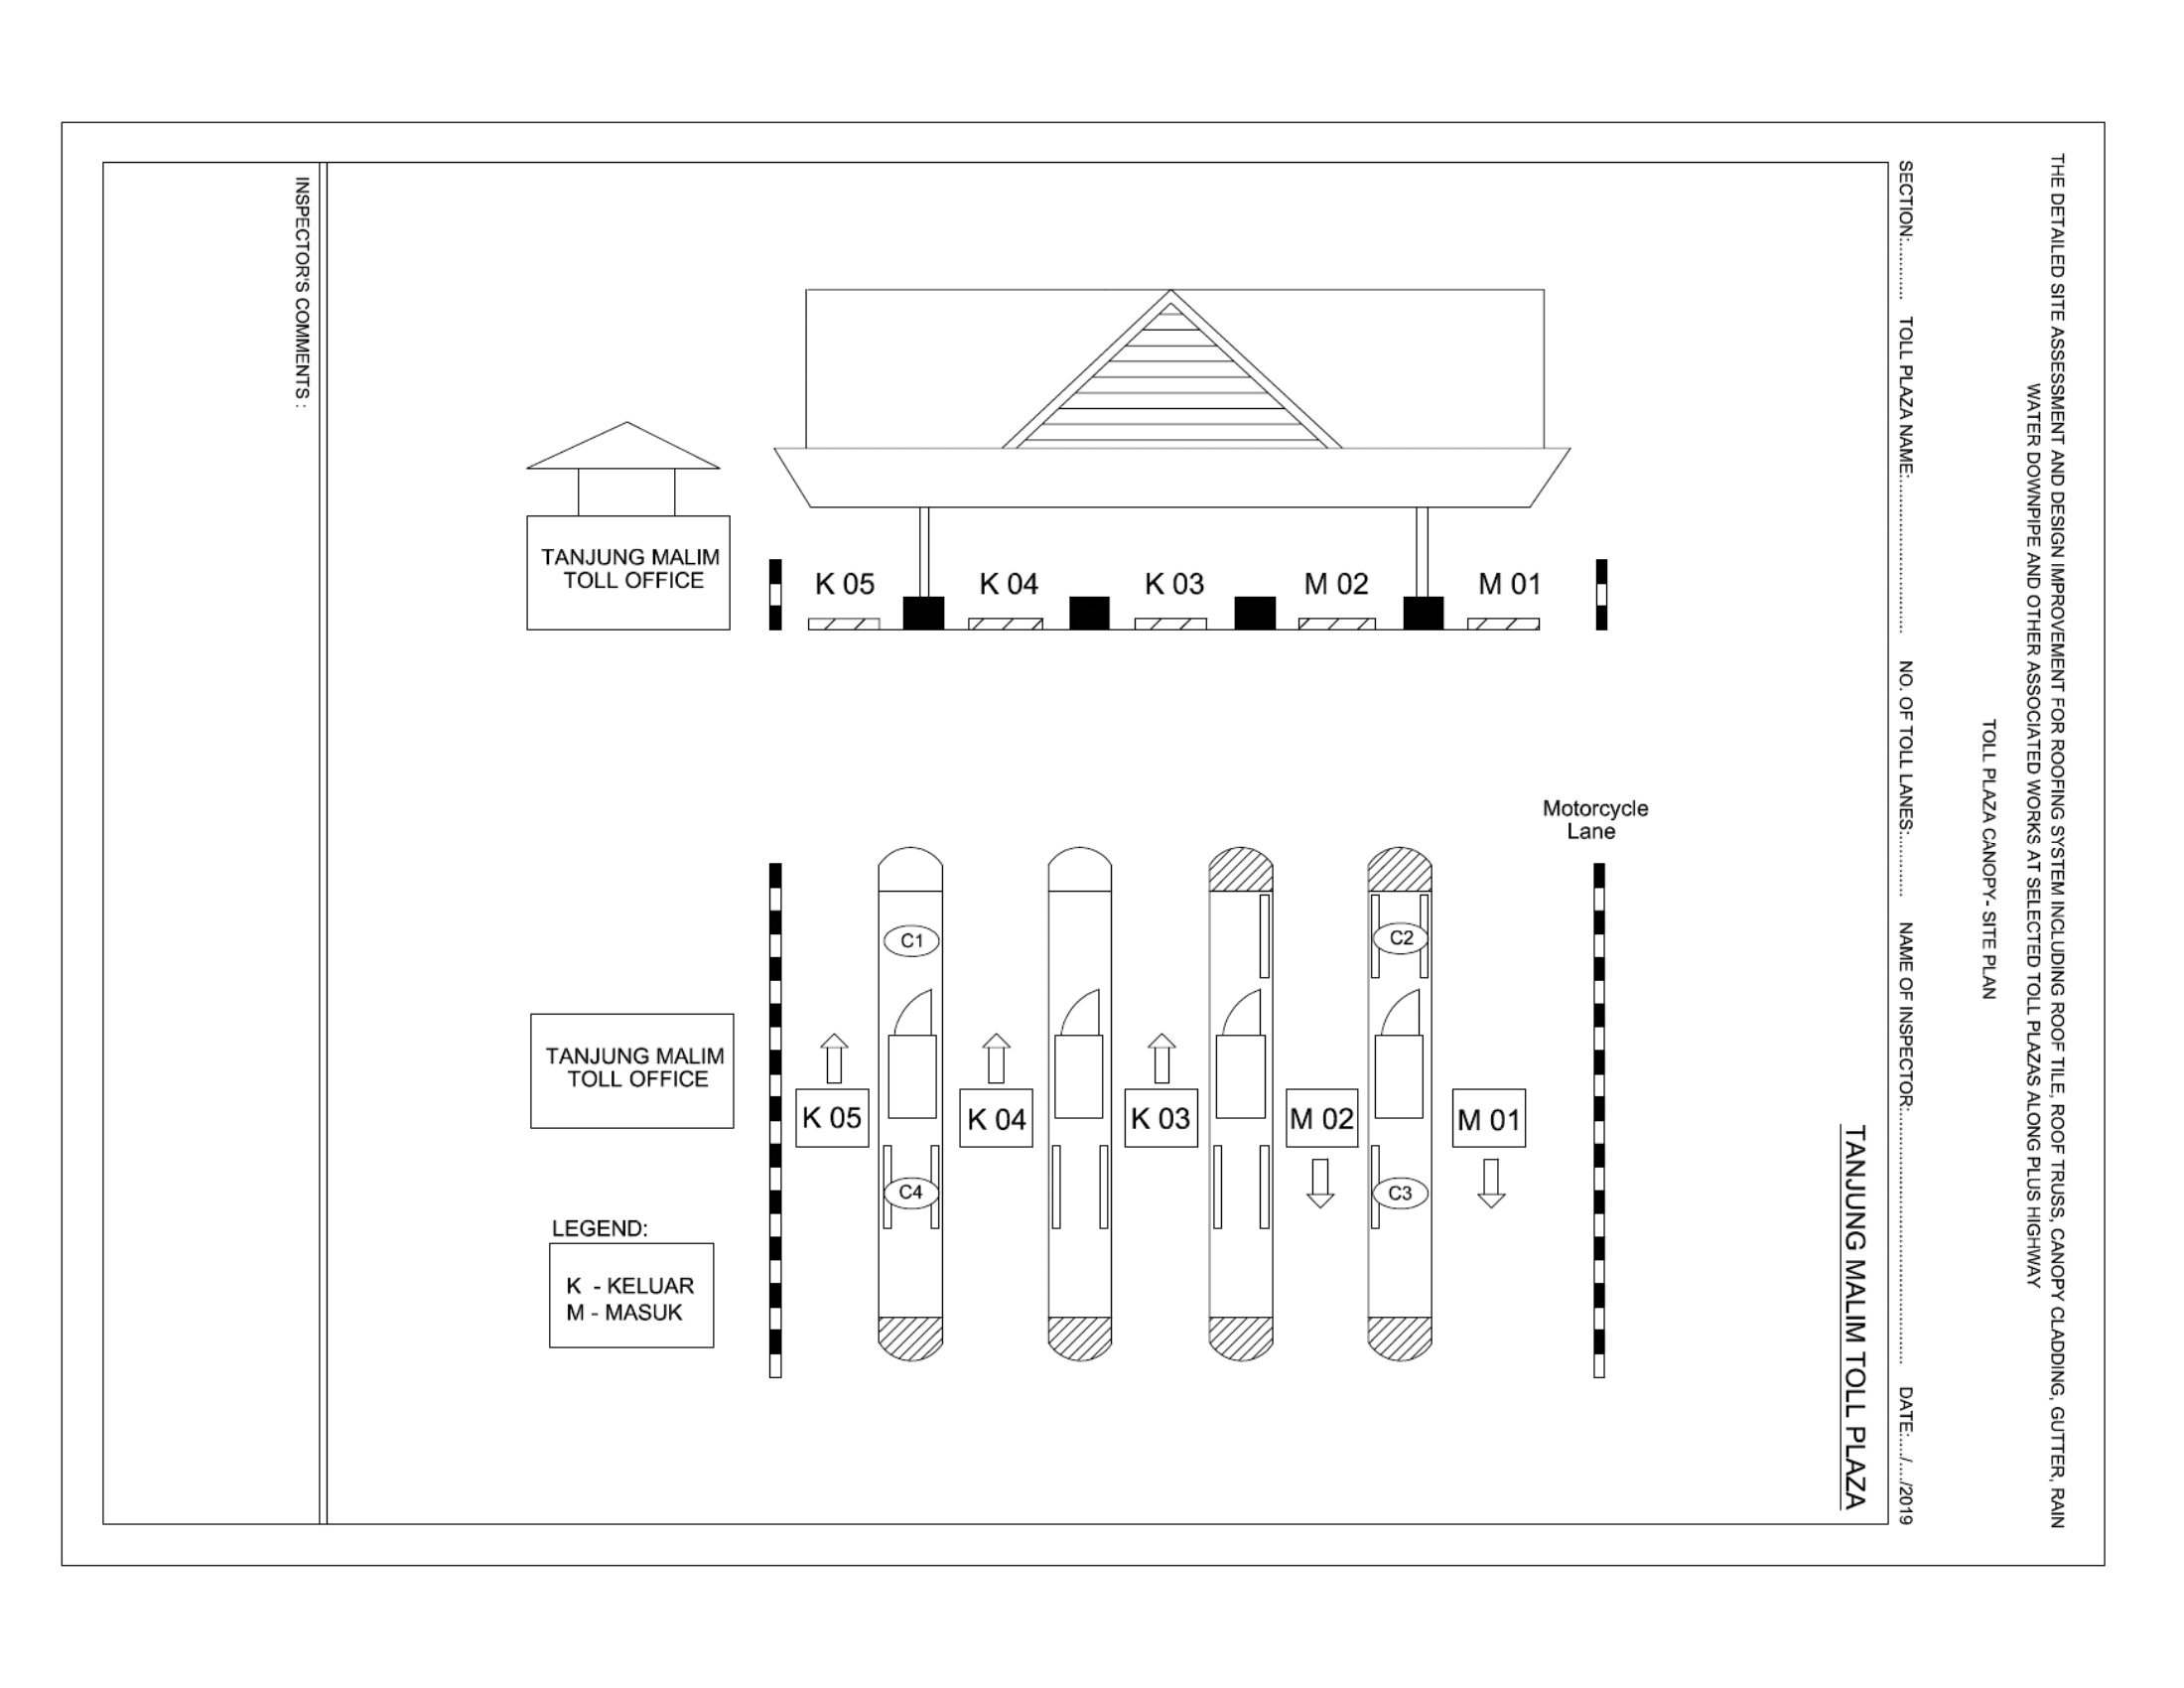 THE DETAILED SITE ASSESSMENT AND DESIGN IMPROVEMENT FOR ROOFING SYSTEM INCLUDING ROOF TILE, ROOF TRUSS, CANOPY CLADDING, GUTTER, RAIN
WATER DOWNPIPE AND OTHER ASSOCIATED WORKS AT SELECTED TOLL PLAZAS ALONG PLUS HIGHWAY
TOLL PLAZA CANOPY- SITE PLAN
SECTION:.......... TOLL PLAZA NAME:............................ NO. OF TOLL LANES:.......... NAME OF INSPECTOR:.............................................. DATE:..../..../2019
TANJUNG MALIM TOLL PLAZA
TANJUNG MALIM
TOLL OFFICE
K 05
K 04
K 03
M 02
M 01
Motorcycle
Lane
C1
C2
TANJUNG MALIM
TOLL OFFICE
K 05
K 04
K 03
M 02
M 01
C4
C3
LEGEND:
K - KELUAR
M - MASUK
INSPECTOR'S COMMENTS :